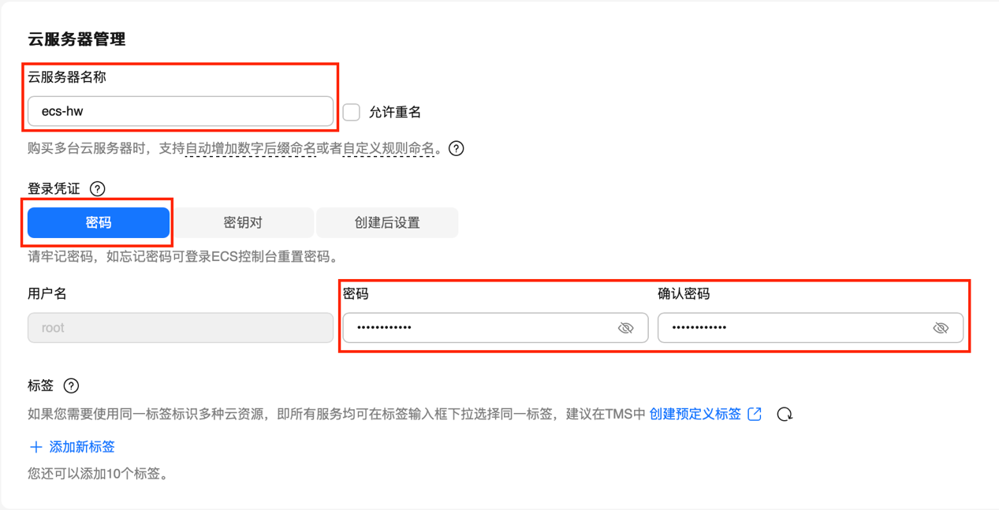 云服务器管理
云服务器名称
ecs-hw
允许重名
购买多台云服务器时，支持自动增加数字后缀命名或者自定义规则命名。
登录凭证
密码 密钥对 创建后设置
请牢记密码，如忘记密码可登录ECS控制台重置密码。
用户名 密码 确认密码
root •••••••••••• ••••••••••••
标签
如果您需要使用同一标签标识多种云资源，即所有服务均可在标签输入框下拉选择同一标签，建议在TMS中 创建预定义标签
+ 添加新标签
您还可以添加10个标签。